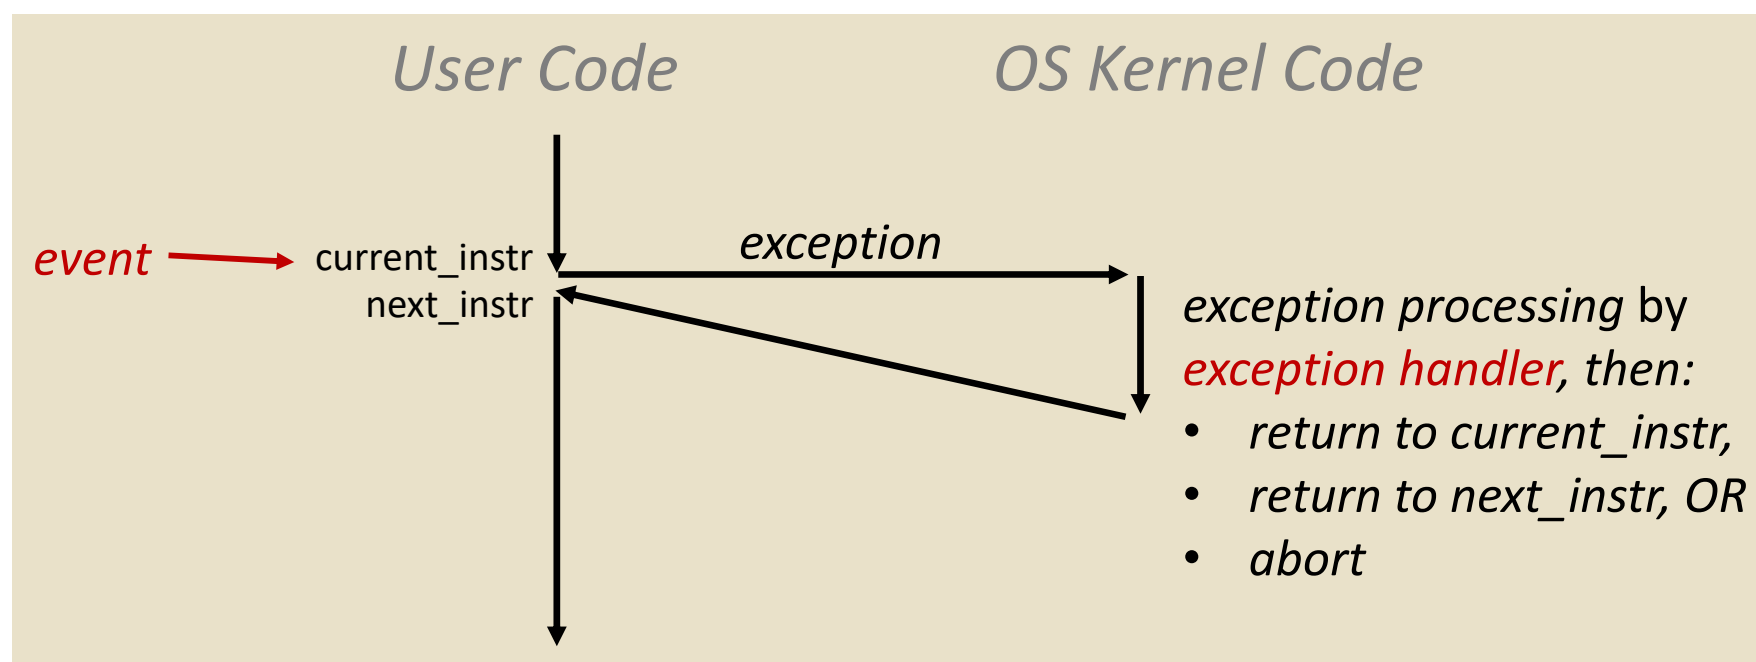 User Code
OS Kernel Code
event
current_instr
next_instr
exception
exception processing by
exception handler, then:
• return to current_instr,
• return to next_instr, OR
• abort